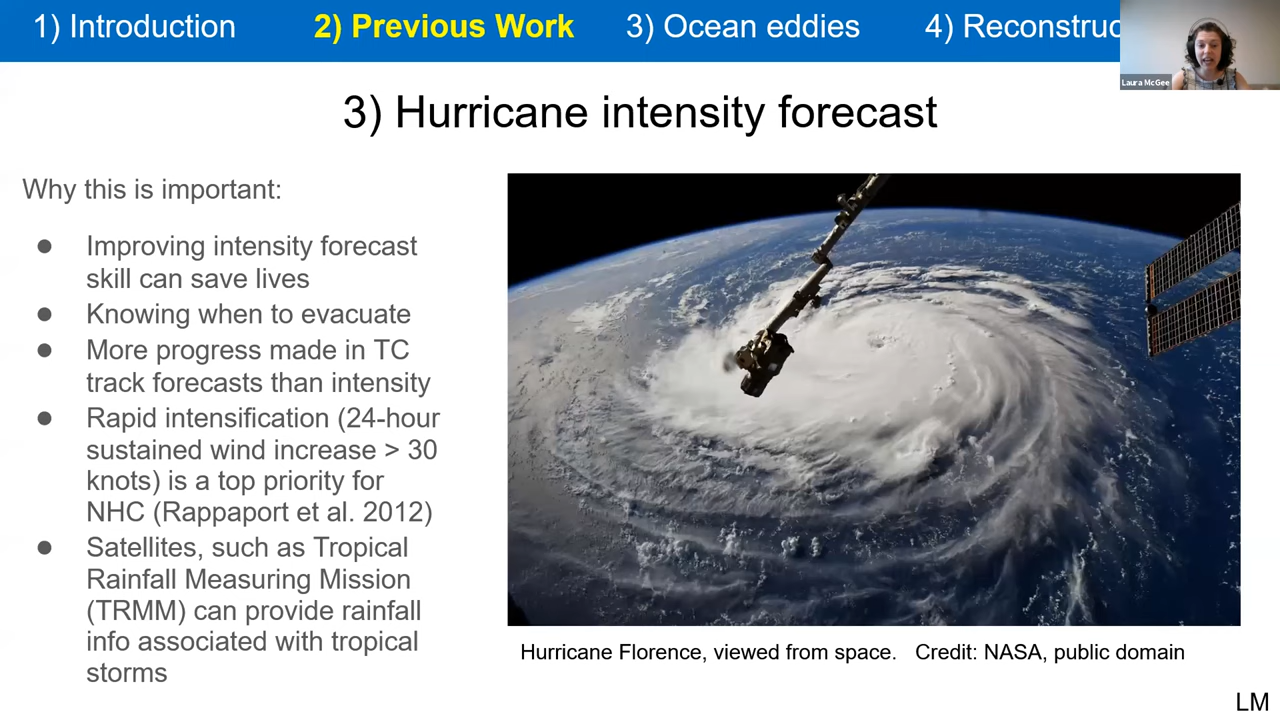 1) Introduction 2) Previous Work 3) Ocean eddies 4) Reconstruc
Laura McGee
3) Hurricane intensity forecast
Why this is important:
● Improving intensity forecast
skill can save lives
● Knowing when to evacuate
● More progress made in TC
track forecasts than intensity
● Rapid intensification (24-hour
sustained wind increase > 30
knots) is a top priority for
NHC (Rappaport et al. 2012)
● Satellites, such as Tropical
Rainfall Measuring Mission
(TRMM) can provide rainfall
info associated with tropical
storms
Hurricane Florence, viewed from space. Credit: NASA, public domain
LM